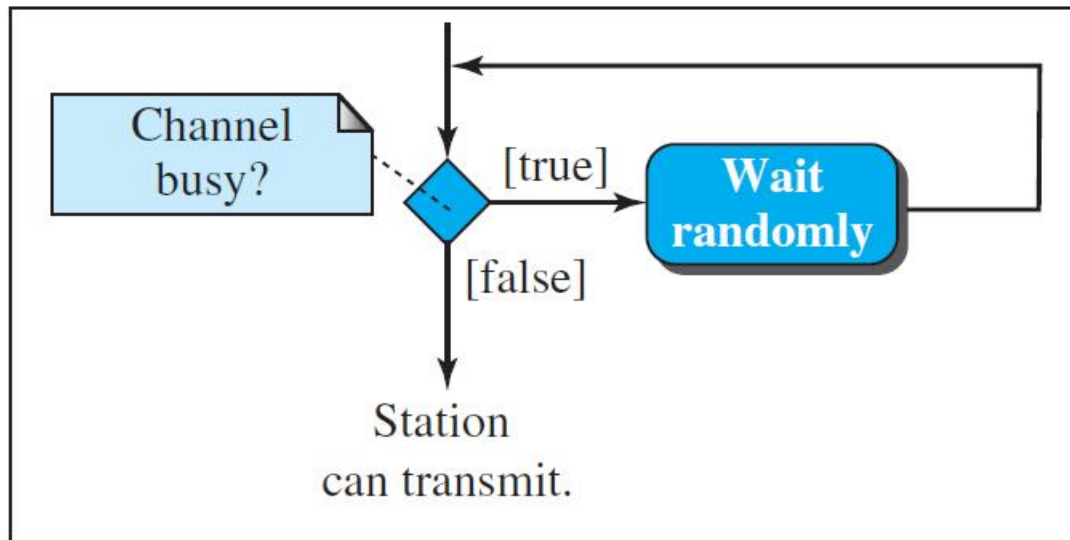 Channel
busy?
[true]
Wait
randomly
[false]
Station
can transmit.